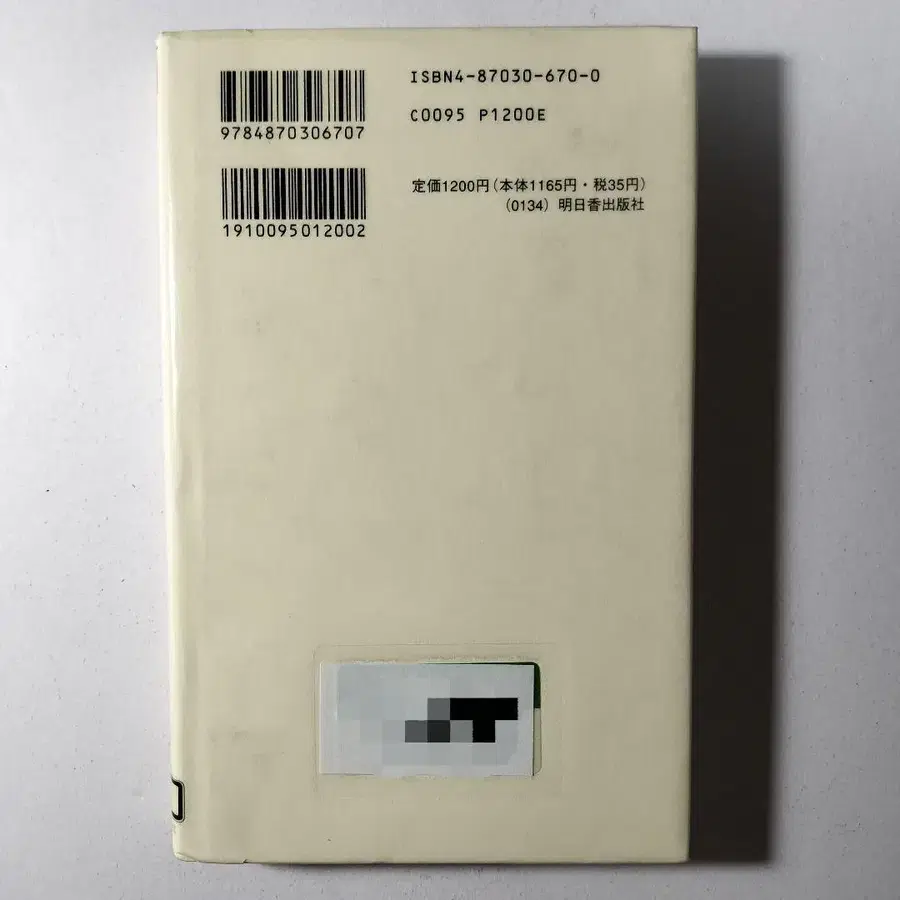 ISBN4-87030-670-0
9784870306707
C0095 P1200E
定価1200円(本体1165円・税35円)
(0134) 明日香出版社
1910095012002